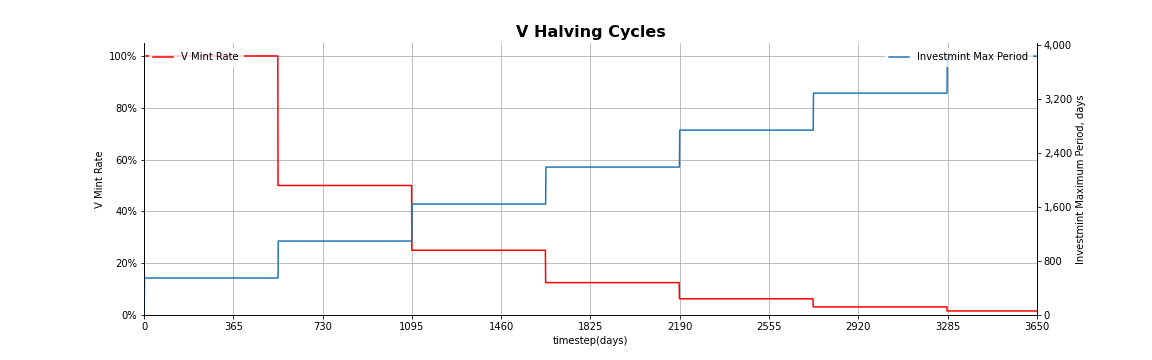 V Halving Cycles
V Mint Rate
Investmint Max Period
100%
80%
60%
40%
20%
0%
V Mint Rate
4,000
3,200
2,400
1,600
800
0
Investmint Maximum Period, days
0 365 730 1095 1460 1825 2190 2555 2920 3285 3650
timestep(days)